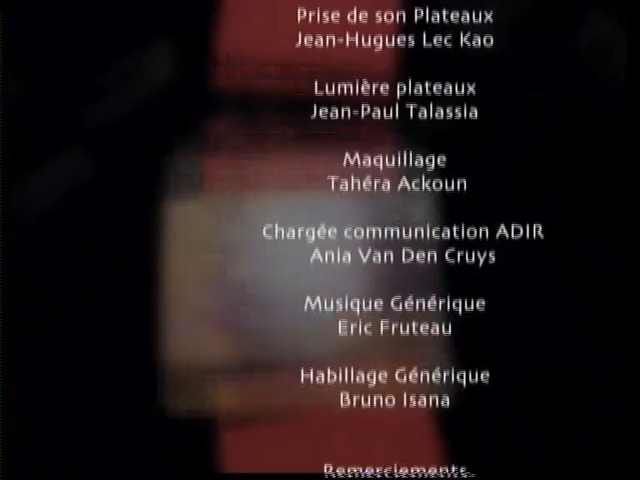 Prise de son Plateaux
Jean-Hugues Lec Kao
Lumière plateaux
Jean-Paul Talassia
Maquillage
Tahéra Ackoun
Chargée communication ADIR
Ania Van Den Cruys
Musique Générique
Eric Fruteau
Habillage Générique
Bruno Isana
Remerciements